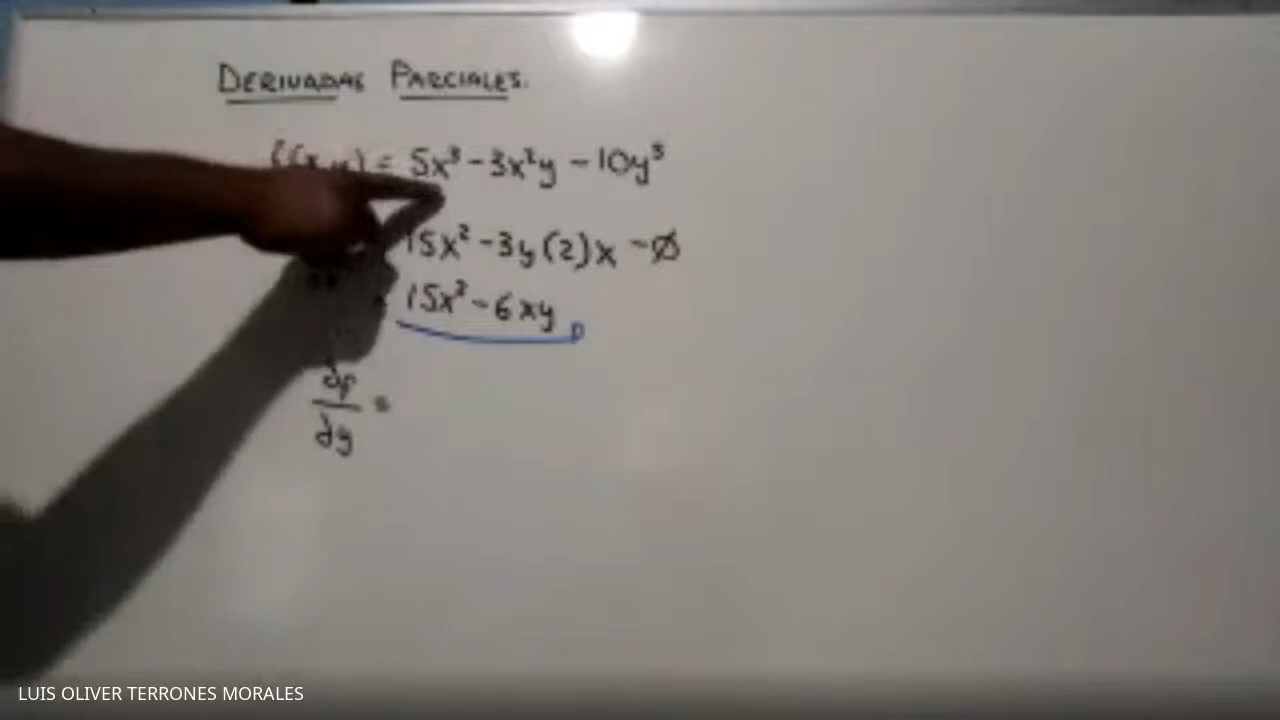 DERIVADAS PARCIALES.
= 5x³ - 3x²y - 10y³
15x² - 3y(2)x - Ø
15x² - 6xy
∂f/∂y =
LUIS OLIVER TERRONES MORALES